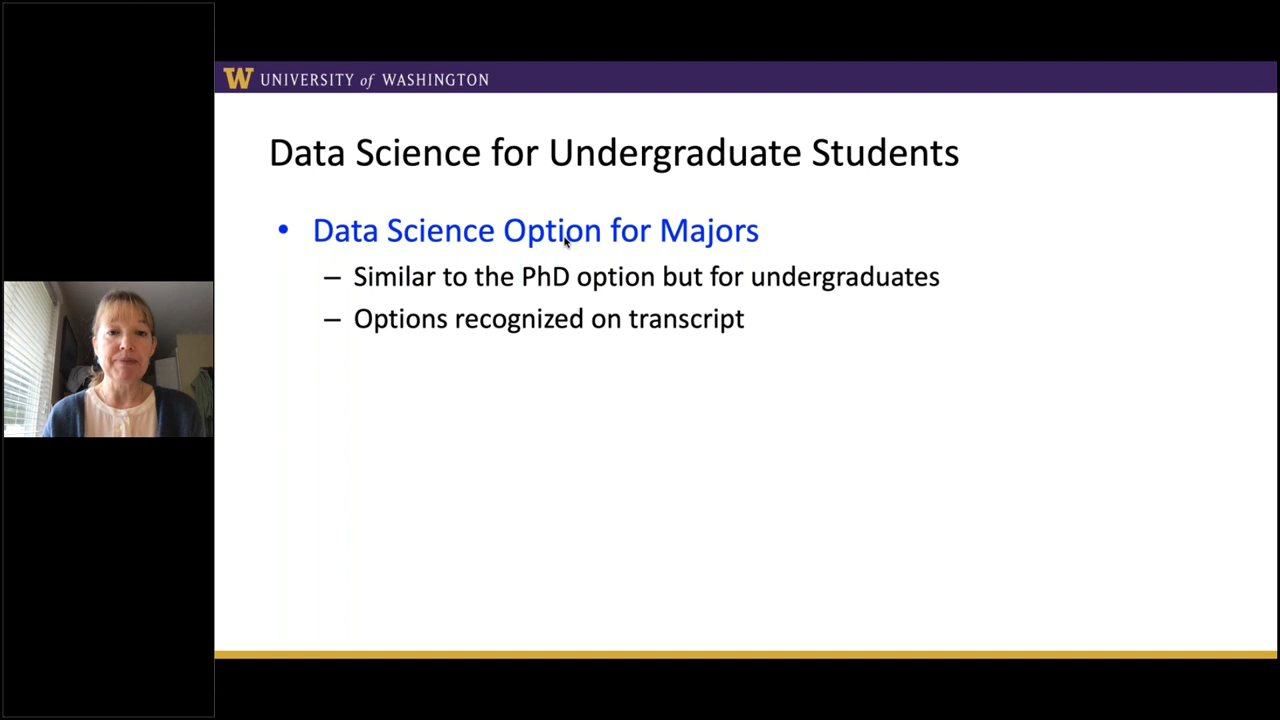 W UNIVERSITY of WASHINGTON
Data Science for Undergraduate Students
• Data Science Option for Majors
– Similar to the PhD option but for undergraduates
– Options recognized on transcript